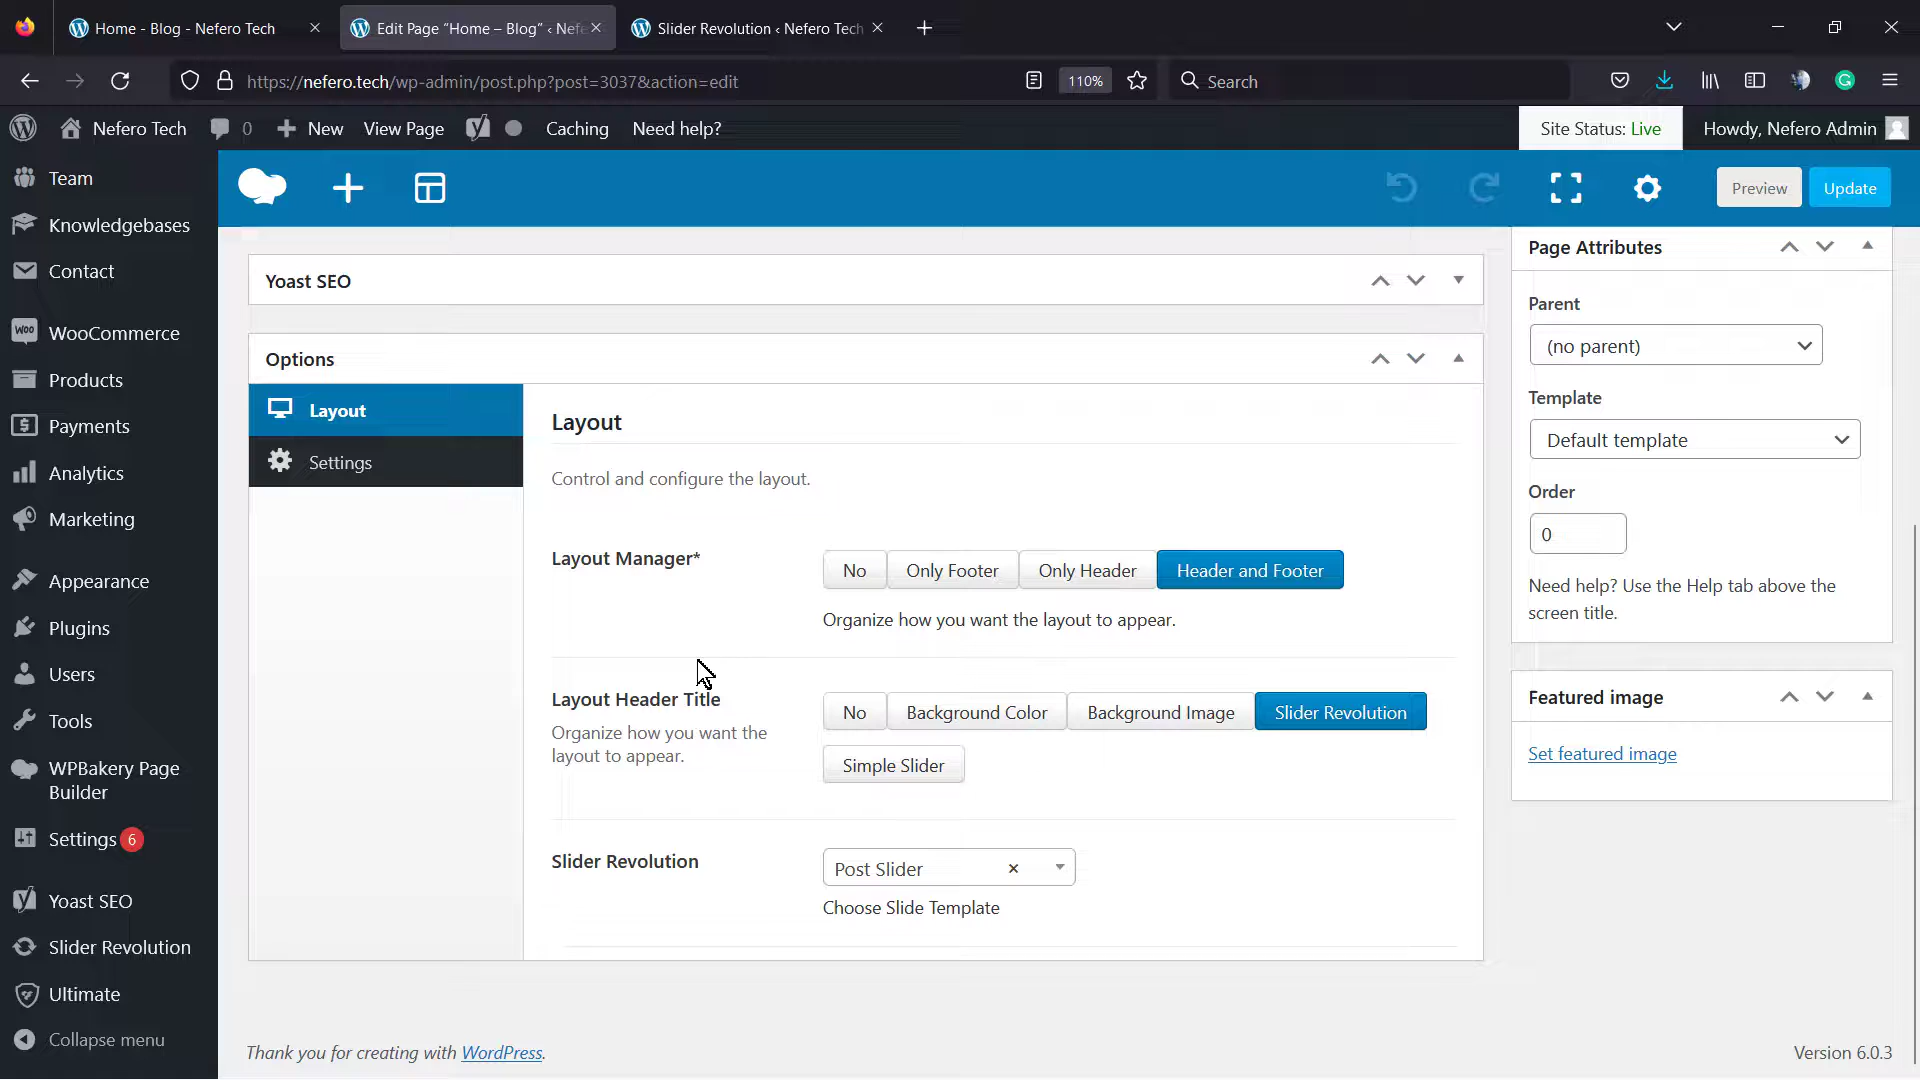 Home - Blog - Nefero Tech
Edit Page “Home – Blog” ‹ Nefe
Slider Revolution ‹ Nefero Tech
https://nefero.tech/wp-admin/post.php?post=3037&action=edit
110%
Search
Nefero Tech
0
New
View Page
Caching
Need help?
Site Status: Live
Howdy, Nefero Admin
Team
Knowledgebases
Contact
WooCommerce
Products
Payments
Analytics
Marketing
Appearance
Plugins
Users
Tools
WPBakery Page
Builder
Settings 6
Yoast SEO
Slider Revolution
Ultimate
Collapse menu
Preview
Update
Yoast SEO
Options
Layout
Settings
Layout
Control and configure the layout.
Layout Manager*
No
Only Footer
Only Header
Header and Footer
Organize how you want the layout to appear.
Layout Header Title
Organize how you want the
layout to appear.
No
Background Color
Background Image
Slider Revolution
Simple Slider
Slider Revolution
Post Slider
Choose Slide Template
Page Attributes
Parent
(no parent)
Template
Default template
Order
0
Need help? Use the Help tab above the
screen title.
Featured image
Set featured image
Thank you for creating with WordPress.
Version 6.0.3